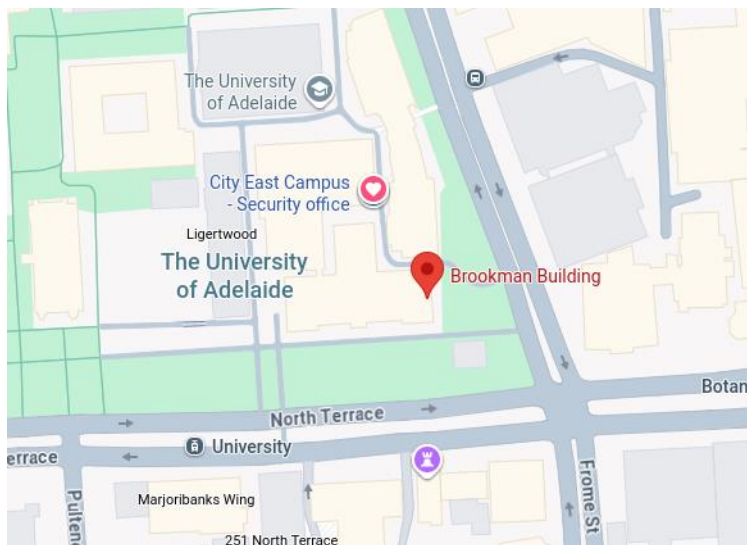 The University
of Adelaide
City East Campus
- Security office
Ligertwood
The University
of Adelaide
Brookman Building
North Terrace
Botan
University
errace
Pultene
Marjoribanks Wing
251 North Terrace
Frome St